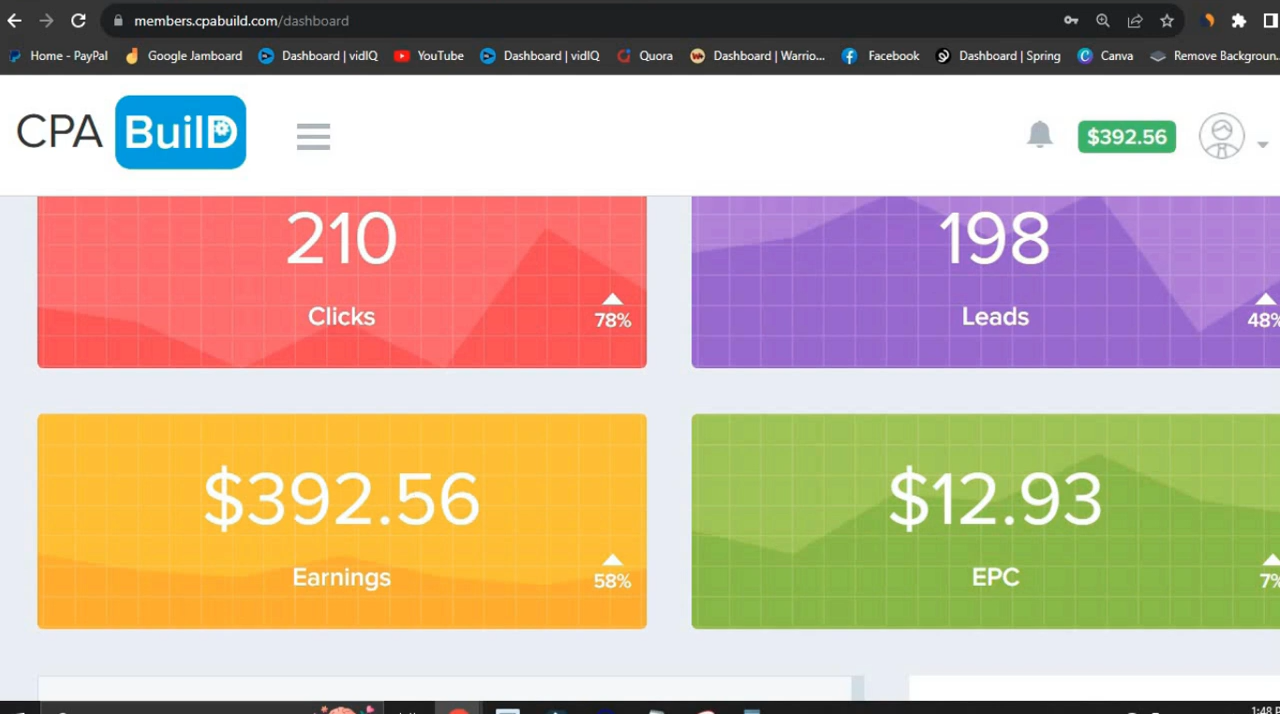 members.cpabuild.com/dashboard
Home - PayPal Google Jamboard Dashboard | vidIQ YouTube Dashboard | vidIQ Quora Dashboard | Warrio... Facebook Dashboard | Spring Canva Remove Backgroun...
CPA BuilD $392.56
210 198
Clicks 78% Leads 48%
$392.56 $12.93
Earnings 58% EPC 7%
1:48 P